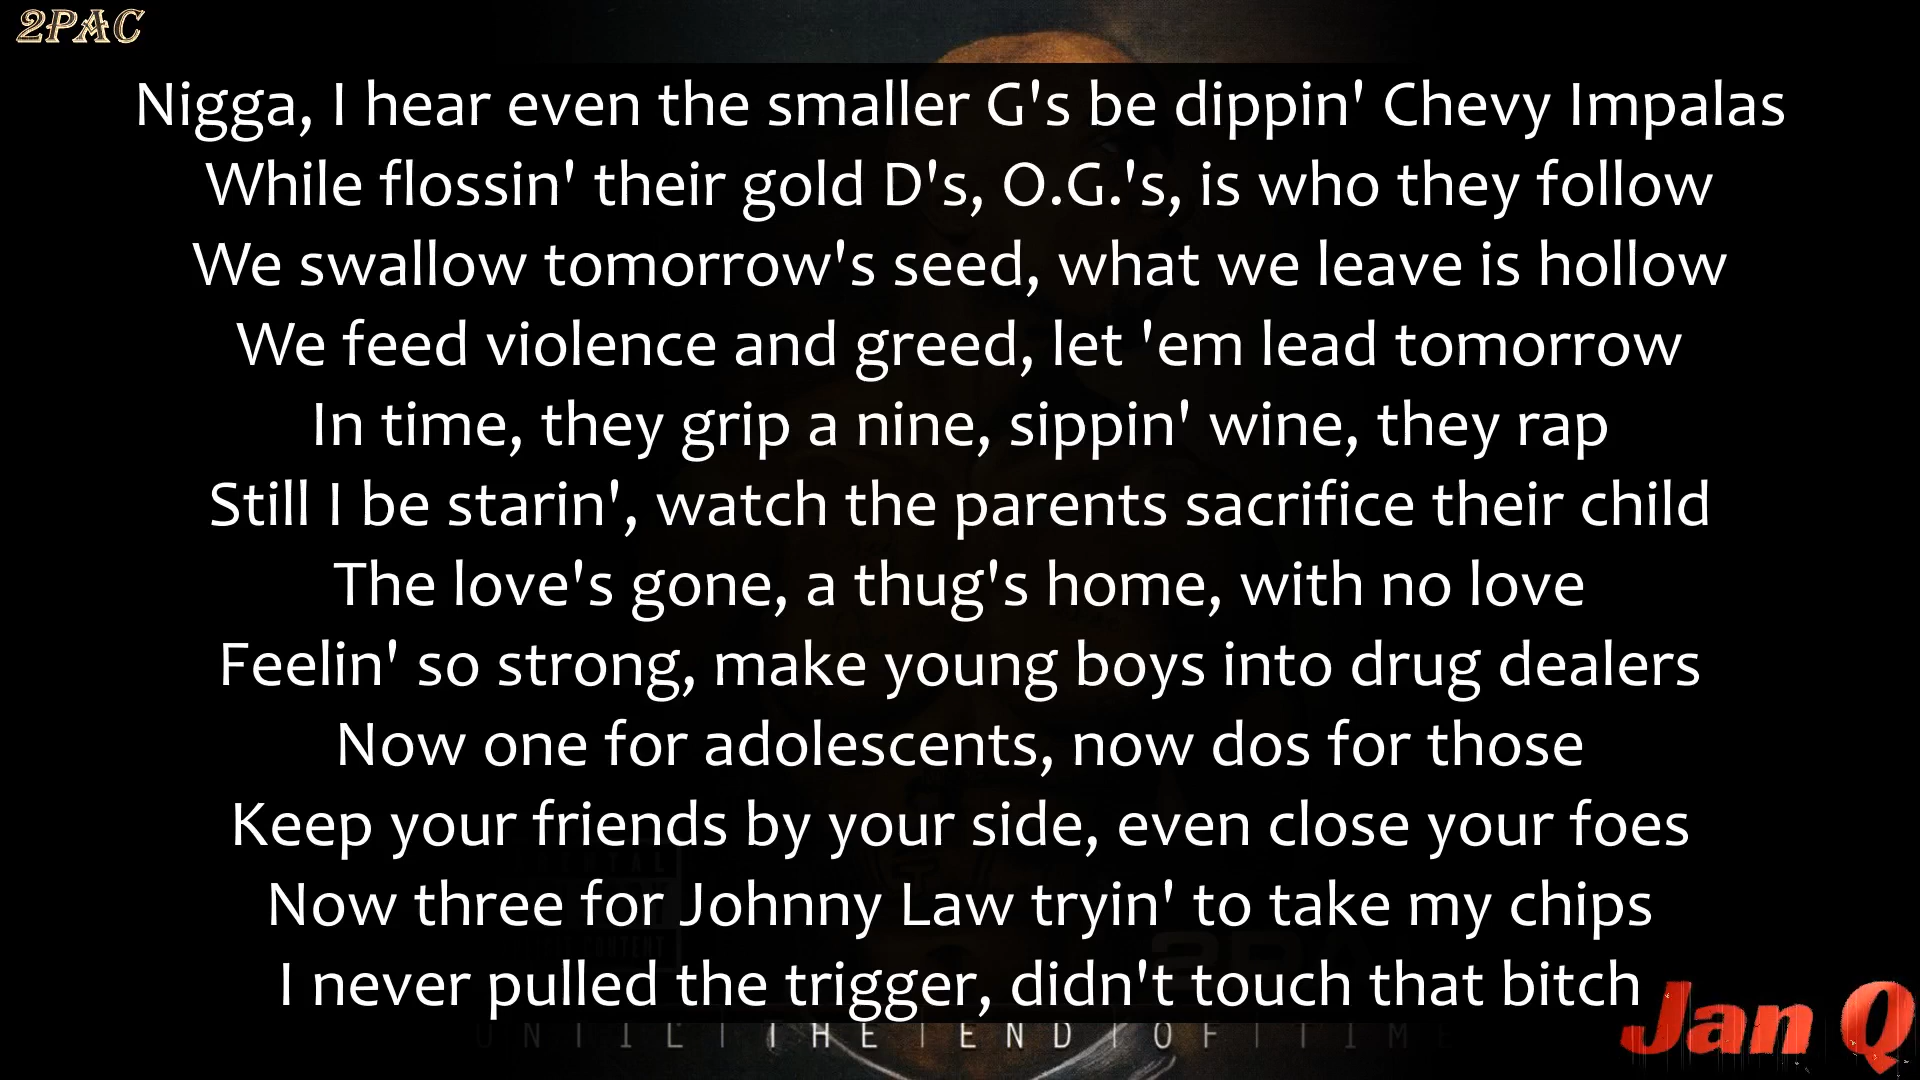 2PAC
Nigga, I hear even the smaller G's be dippin' Chevy Impalas
While flossin' their gold D's, O.G.'s, is who they follow
We swallow tomorrow's seed, what we leave is hollow
We feed violence and greed, let 'em lead tomorrow
In time, they grip a nine, sippin' wine, they rap
Still I be starin', watch the parents sacrifice their child
The love's gone, a thug's home, with no love
Feelin' so strong, make young boys into drug dealers
Now one for adolescents, now dos for those
Keep your friends by your side, even close your foes
Now three for Johnny Law tryin' to take my chips
I never pulled the trigger, didn't touch that bitch
UNTIL THE END OF TIM
Jan Q